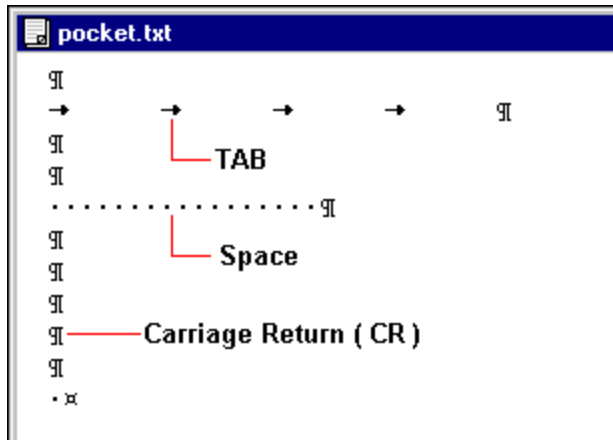 pocket.txt
¶
→ → → → ¶
¶
TAB
¶
· · · · · · · · · · · · · · · · · ¶
¶
Space
¶
¶
¶ Carriage Return ( CR )
¶
· ¤